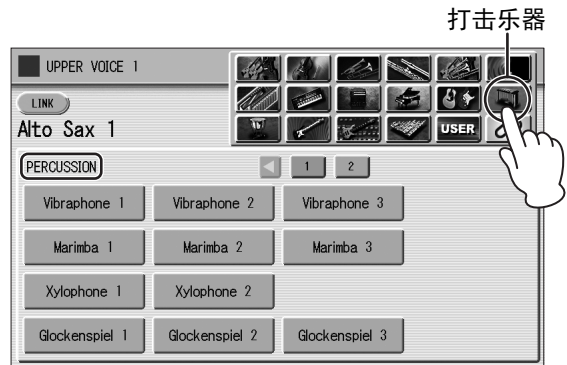 打击乐器
UPPER VOICE 1
LINK
Alto Sax 1
USER
PERCUSSION
1 2
Vibraphone 1 Vibraphone 2 Vibraphone 3
Marimba 1 Marimba 2 Marimba 3
Xylophone 1 Xylophone 2
Glockenspiel 1 Glockenspiel 2 Glockenspiel 3